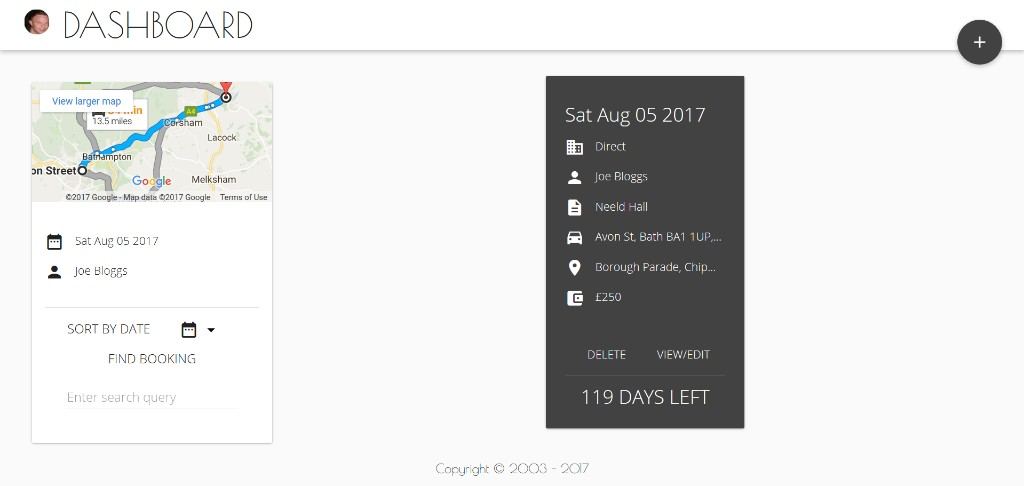 DASHBOARD
+
View larger map
min
13.5 miles
A4
Corsham
Lacock
Bathampton
on Street
Google
Melksham
©2017 Google - Map data ©2017 Google Terms of Use
Sat Aug 05 2017
Joe Bloggs
SORT BY DATE
FIND BOOKING
Enter search query
Sat Aug 05 2017
Direct
Joe Bloggs
Neeld Hall
Avon St, Bath BA1 1UP,...
Borough Parade, Chip...
£250
DELETE VIEW/EDIT
119 DAYS LEFT
Copyright © 2003 - 2017